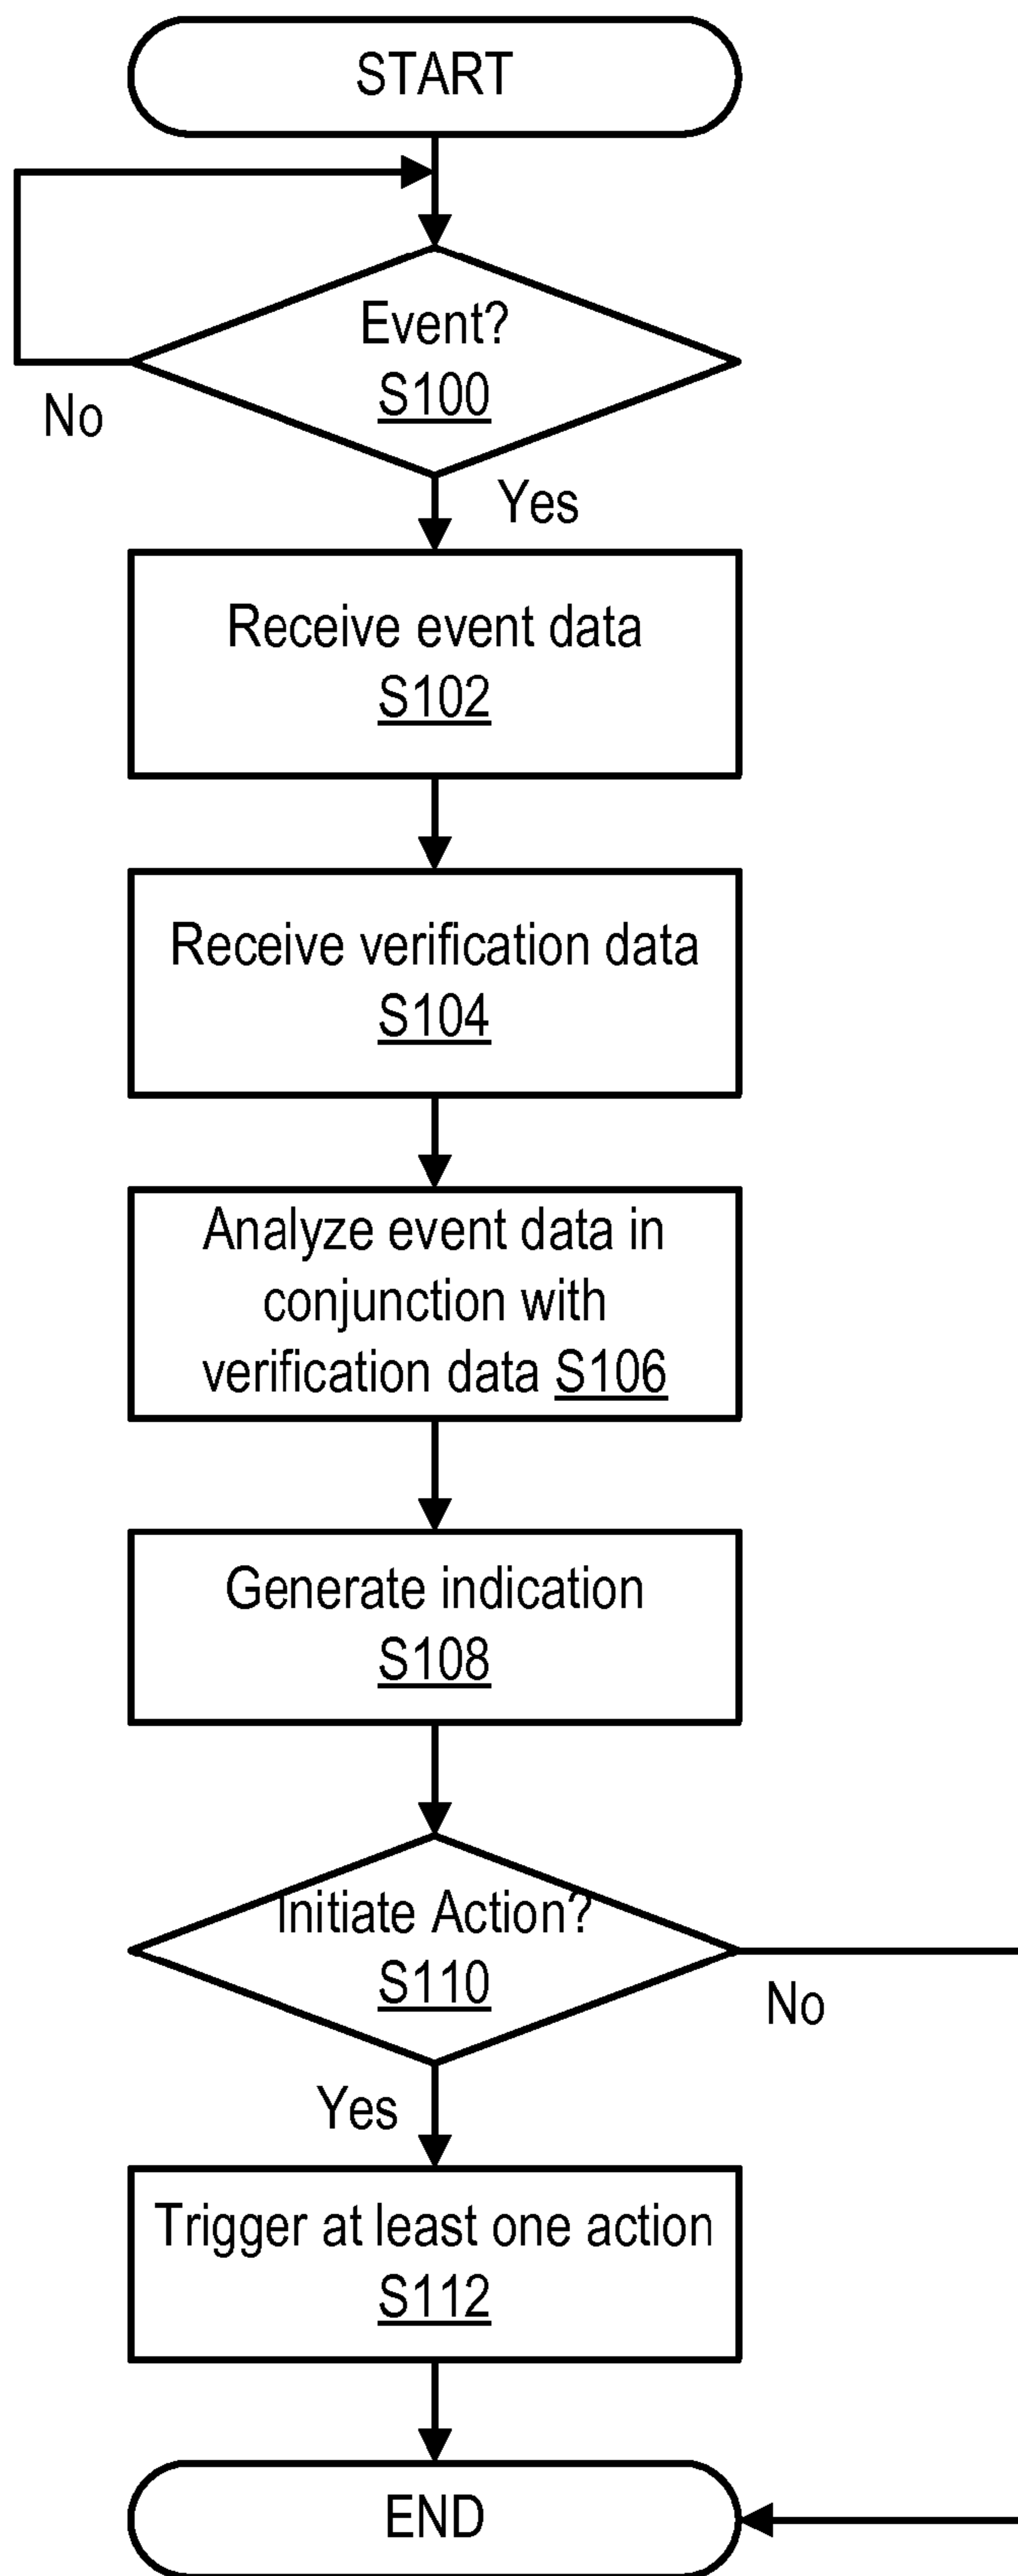 START
Event?
S100
No
Yes
Receive event data
S102
Receive verification data
S104
Analyze event data in
conjunction with
verification data S106
Generate indication
S108
Initiate Action?
S110
No
Yes
Trigger at least one action
S112
END